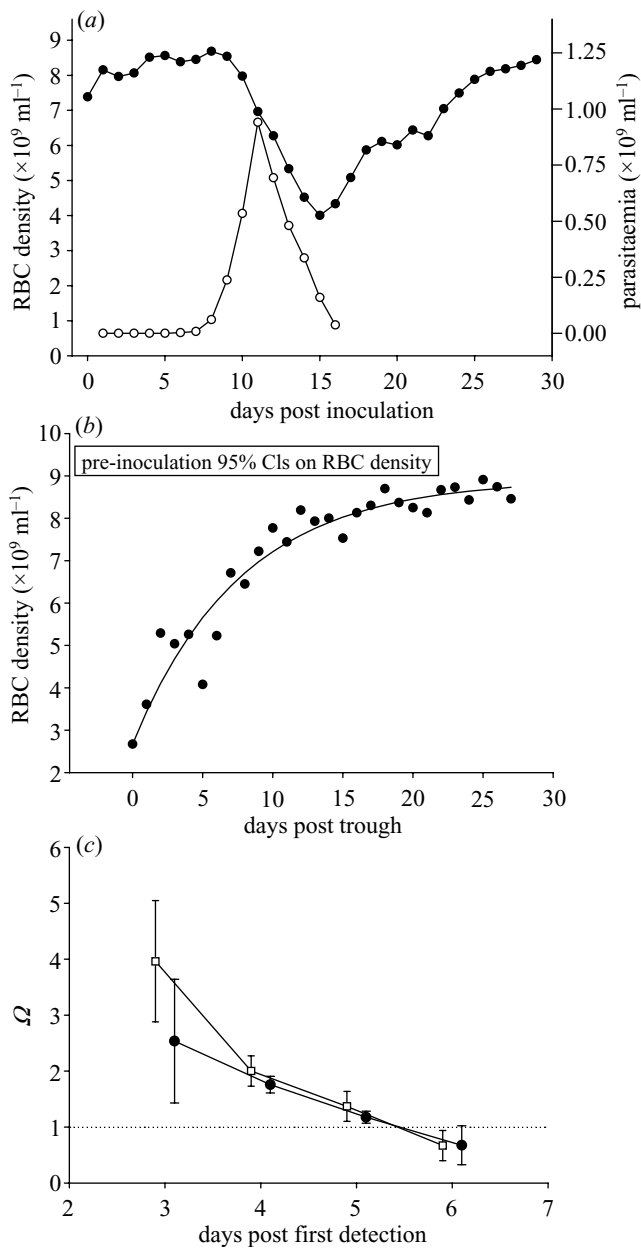 (a)
9
8
7
6
5
4
3
2
1
0
RBC density (×10⁹ ml⁻¹)
1.25
1.00
0.75
0.50
0.25
0.00
parasitaemia (×10⁹ ml⁻¹)
0 5 10 15 20 25 30
days post inoculation
(b)
pre-inoculation 95% CIs on RBC density
10
9
8
7
6
5
4
3
2
RBC density (×10⁹ ml⁻¹)
0 5 10 15 20 25 30
days post trough
(c)
6
5
4
3
2
1
0
Ω
2 3 4 5 6 7
days post first detection